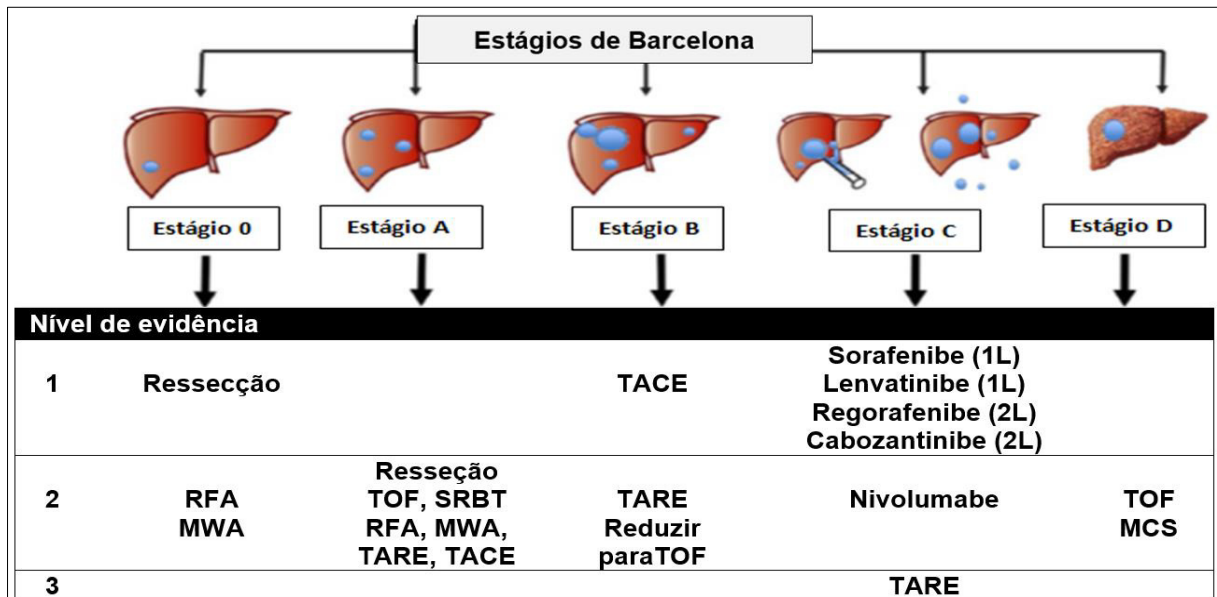 Estágios de Barcelona
Estágio 0
Estágio A
Estágio B
Estágio C
Estágio D
Nível de evidência
1
Ressecção
TACE
Sorafenibe (1L)
Lenvatinibe (1L)
Regorafenibe (2L)
Cabozantinibe (2L)
2
RFA
MWA
Resseção
TOF, SRBT
RFA, MWA,
TARE, TACE
TARE
Reduzir
paraTOF
Nivolumabe
TOF
MCS
3
TARE